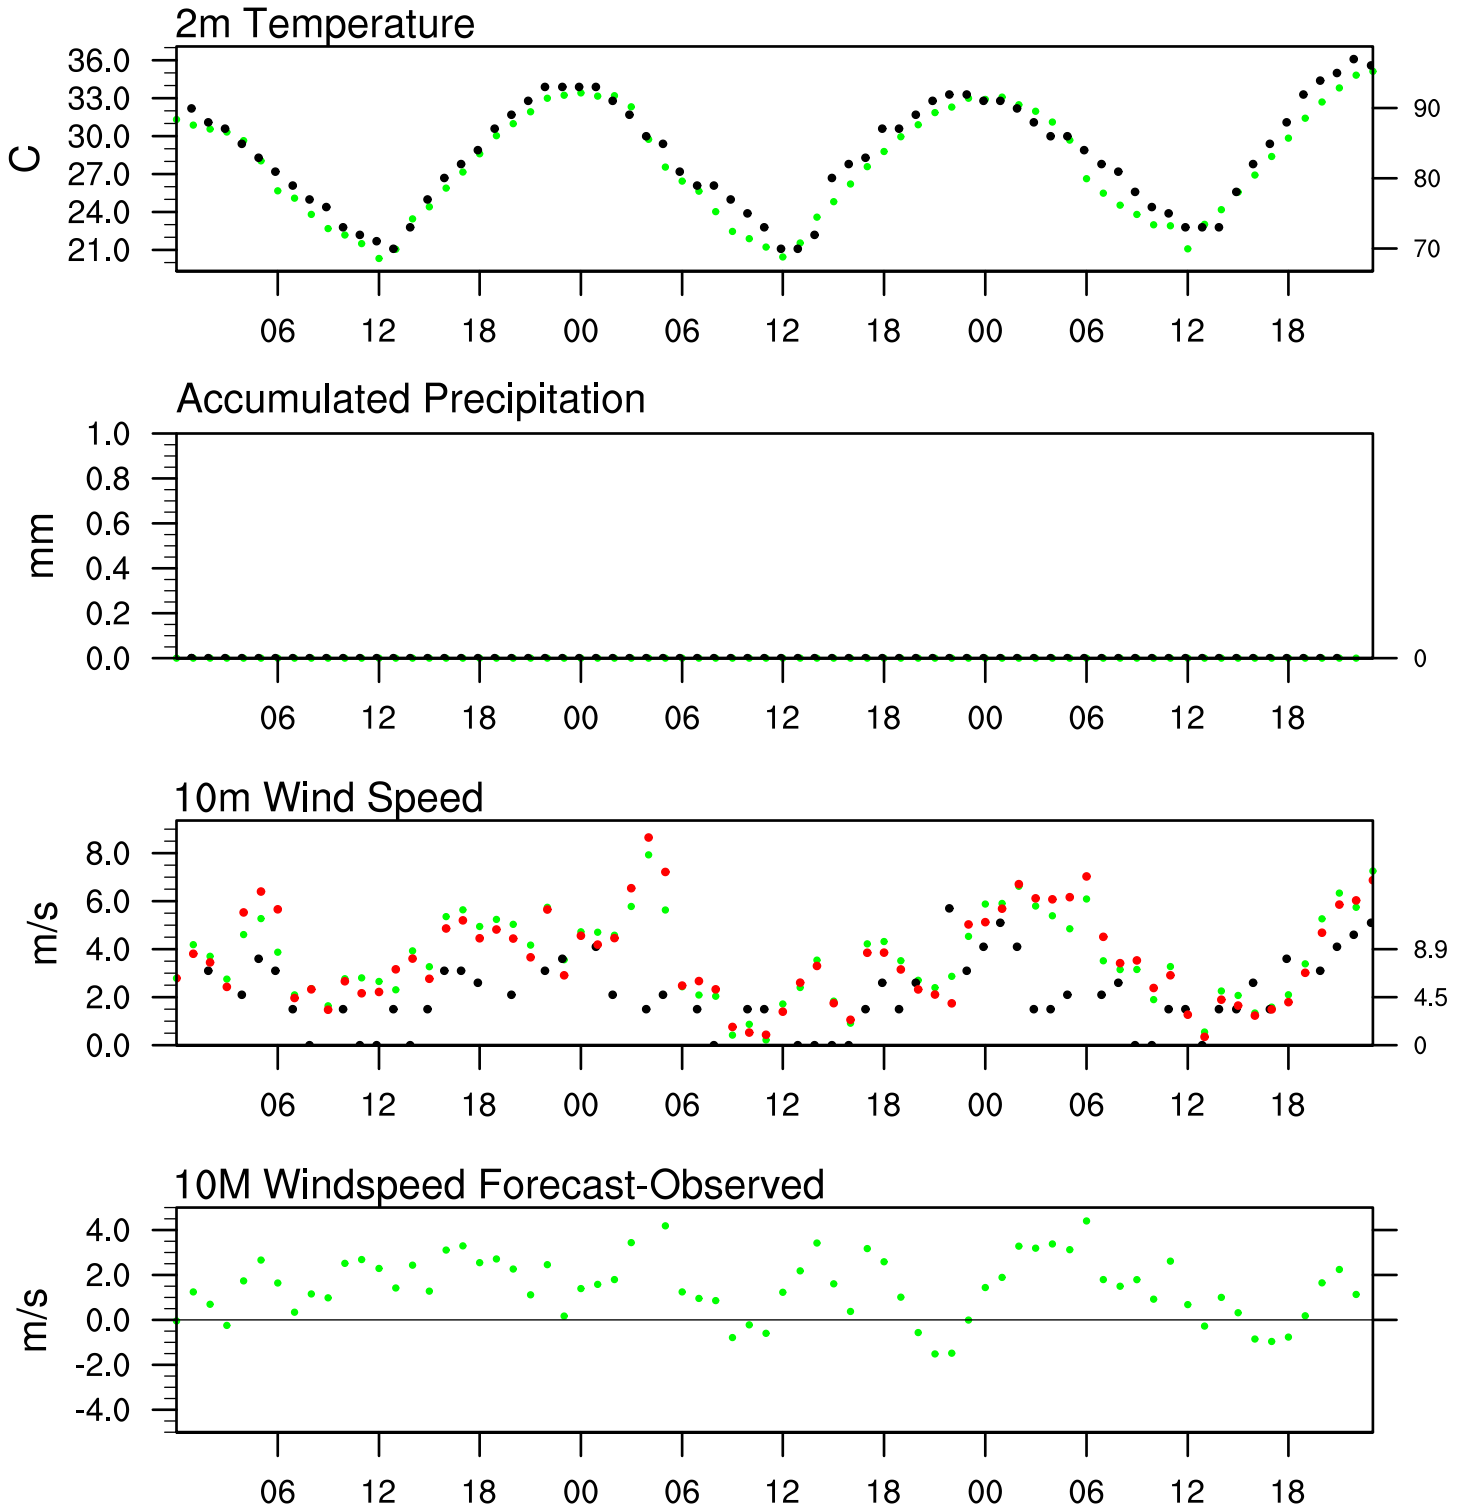 2m Temperature
C
36.0
33.0
30.0
27.0
24.0
21.0
90
80
70
06 12 18 00 06 12 18 00 06 12 18
Accumulated Precipitation
mm
1.0
0.8
0.6
0.4
0.2
0.0
0
06 12 18 00 06 12 18 00 06 12 18
10m Wind Speed
m/s
8.0
6.0
4.0
2.0
0.0
8.9
4.5
0
06 12 18 00 06 12 18 00 06 12 18
10M Windspeed Forecast-Observed
m/s
4.0
2.0
0.0
-2.0
-4.0
06 12 18 00 06 12 18 00 06 12 18